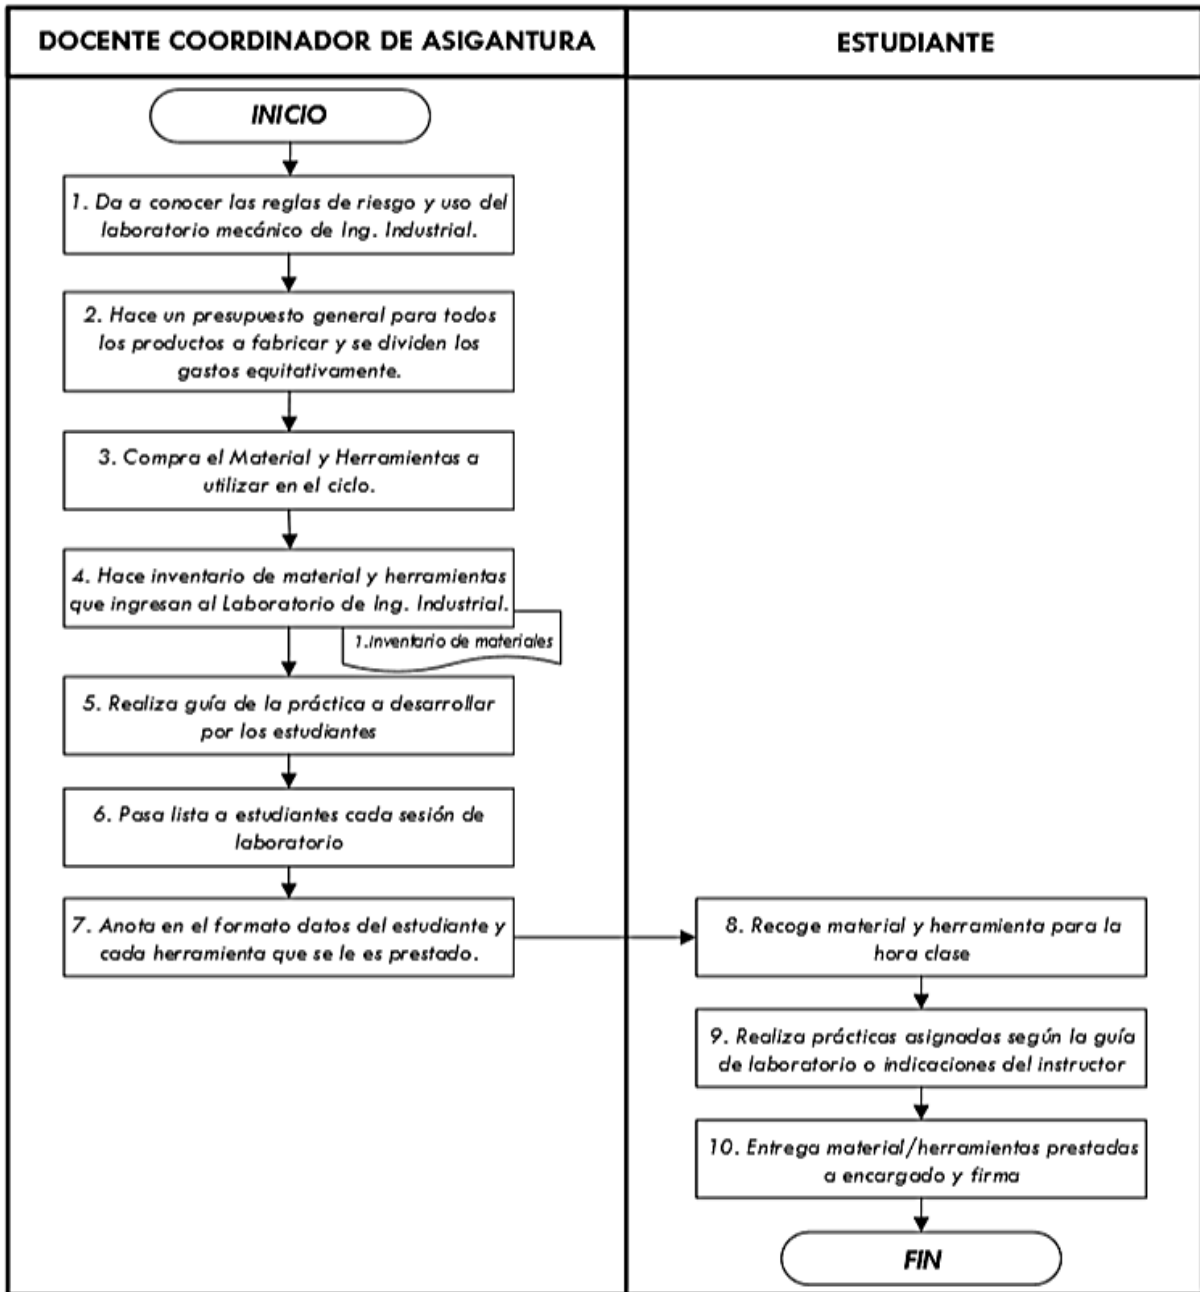 DOCENTE COORDINADOR DE ASIGANTURA
ESTUDIANTE
INICIO
1. Da a conocer las reglas de riesgo y uso del
laboratorio mecánico de Ing. Industrial.
2. Hace un presupuesto general para todos
los productos a fabricar y se dividen los
gastos equitativamente.
3. Compra el Material y Herramientas a
utilizar en el ciclo.
4. Hace inventario de material y herramientas
que ingresan al Laboratorio de Ing. Industrial.
1.Inventario de materiales
5. Realiza guía de la práctica a desarrollar
por los estudiantes
6. Pasa lista a estudiantes cada sesión de
laboratorio
7. Anota en el formato datos del estudiante y
cada herramienta que se le es prestado.
8. Recoge material y herramienta para la
hora clase
9. Realiza prácticas asignadas según la guía
de laboratorio o indicaciones del instructor
10. Entrega material/herramientas prestadas
a encargado y firma
FIN